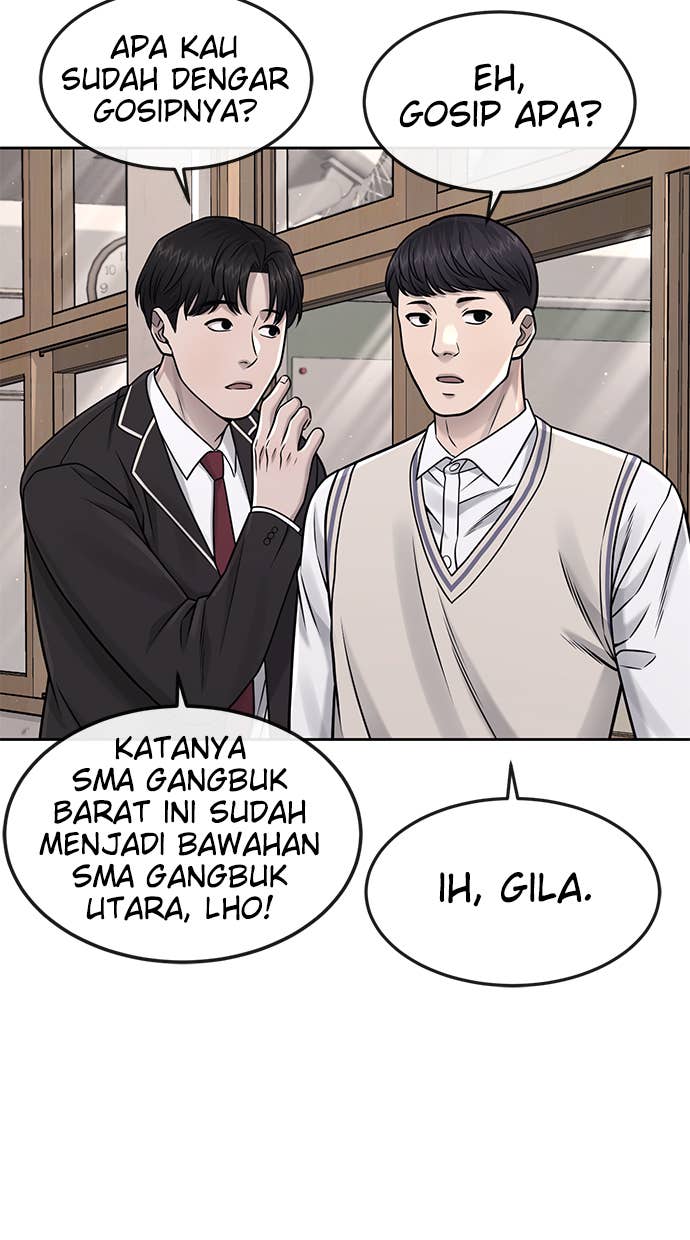 APA KAU
SUDAH DENGAR
GOSIPNYA?
EH,
GOSIP APA?
10
KATANYA
SMA GANGBUK
BARAT INI SUDAH
MENJADI BAWAHAN
SMA GANGBUK
UTARA, LHO!
IH, GILA.